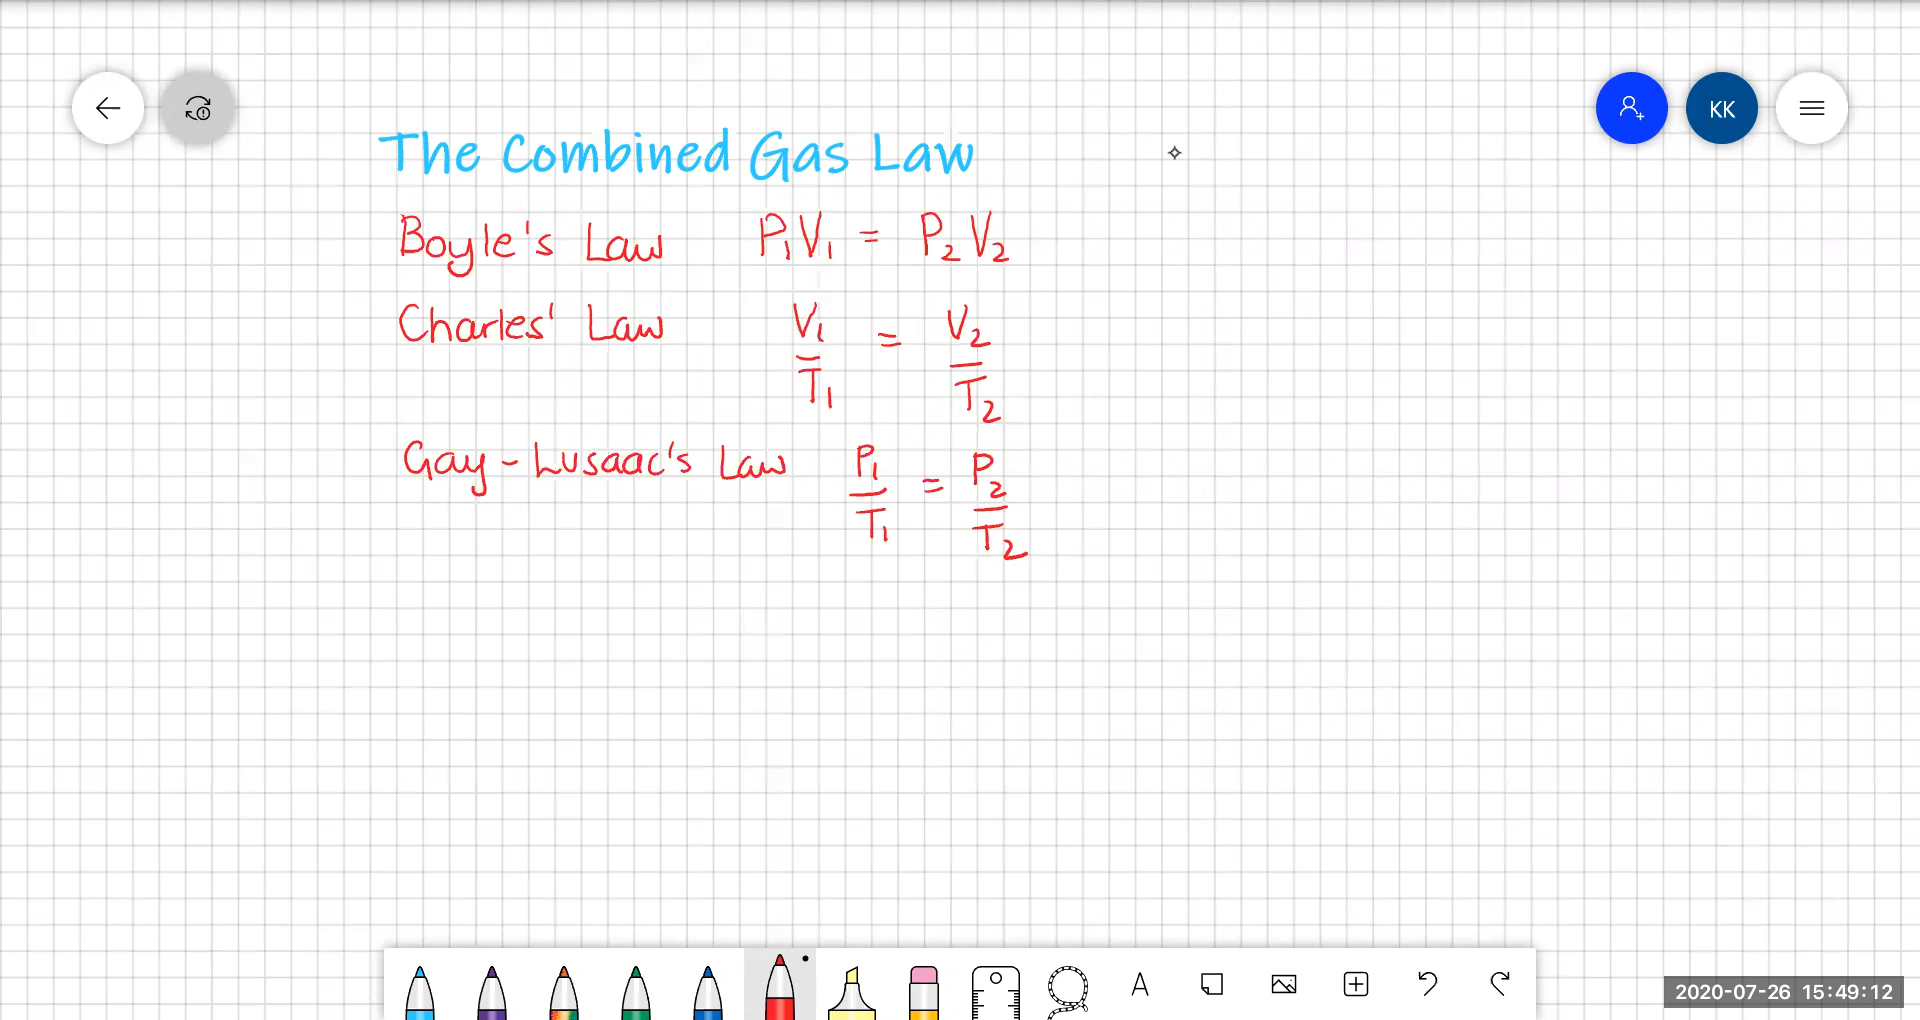 KK
The Combined Gas Law
Boyle's Law P₁V₁ = P₂V₂
Charles' Law V₁/T₁ = V₂/T₂
Gay-Lusaac's Law P₁/T₁ = P₂/T₂
A
2020-07-26 15:49:12